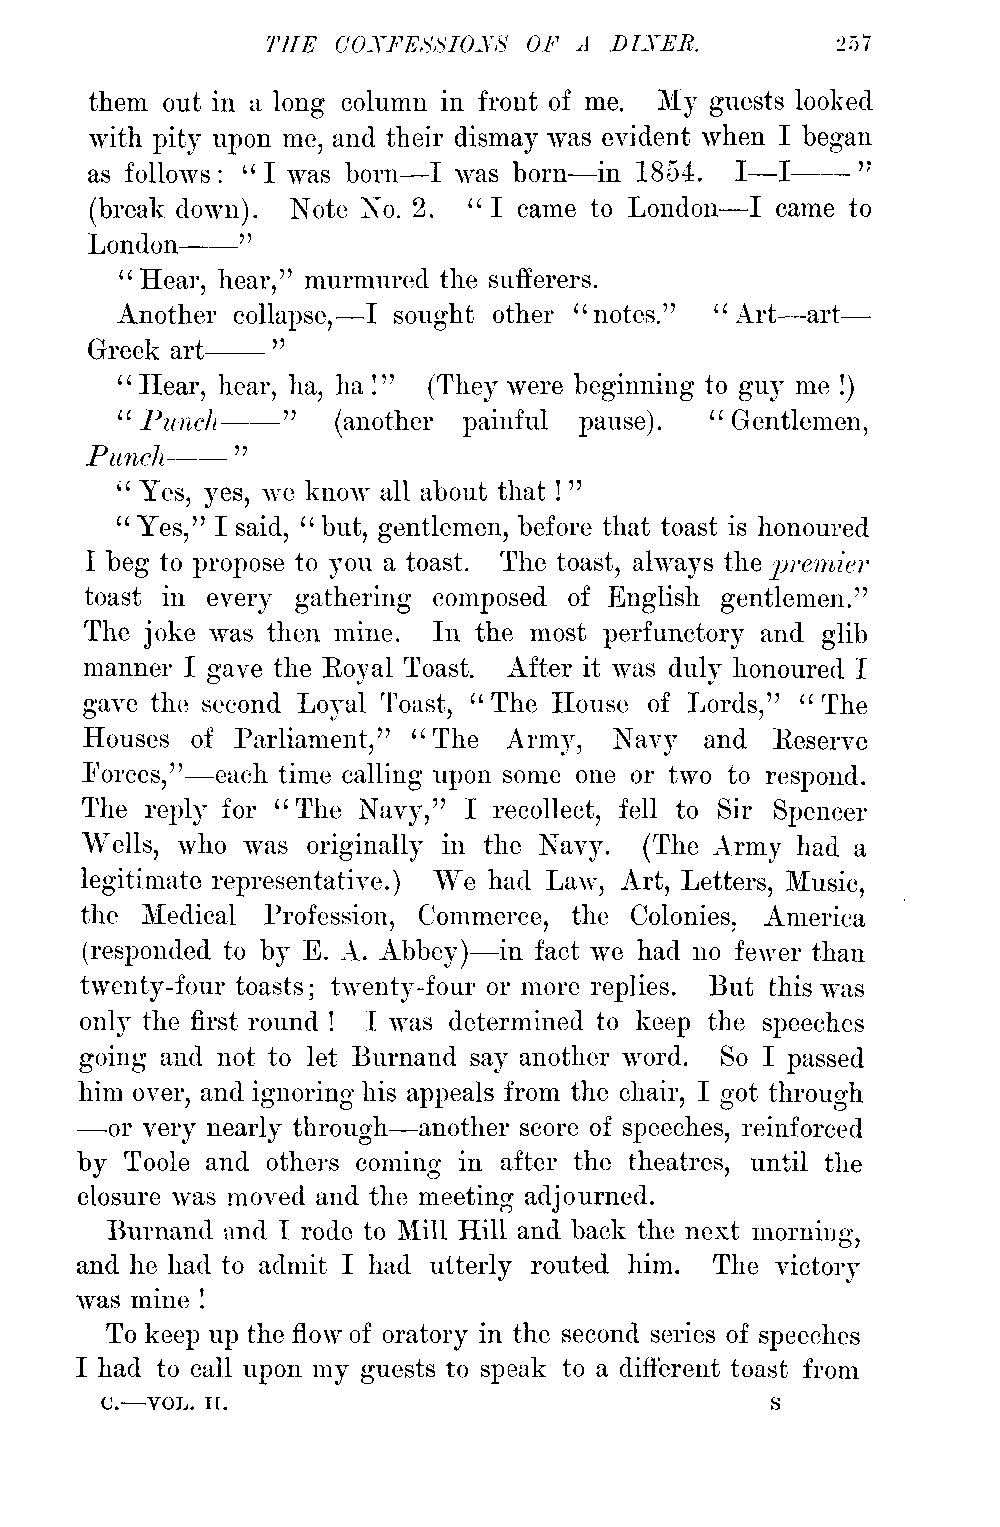 THE CONFESSIONS OF A DINER. 257
them out in a long column in front of me. My guests looked
with pity upon me, and their dismay was evident when I began
as follows: "I was born—I was born—in 1854. I—I——"
(break down). Note No. 2. "I came to London—I came to
London——"
"Hear, hear," murmured the sufferers.
Another collapse,—I sought other "notes." "Art—art—
Greek art——"
"Hear, hear, ha, ha!" (They were beginning to guy me!)
"Punch——" (another painful pause). "Gentlemen,
Punch——"
"Yes, yes, we know all about that!"
"Yes," I said, "but, gentlemen, before that toast is honoured
I beg to propose to you a toast. The toast, always the premier
toast in every gathering composed of English gentlemen."
The joke was then mine. In the most perfunctory and glib
manner I gave the Royal Toast. After it was duly honoured I
gave the second Loyal Toast, "The House of Lords," "The
Houses of Parliament," "The Army, Navy and Reserve
Forces,"—each time calling upon some one or two to respond.
The reply for "The Navy," I recollect, fell to Sir Spencer
Wells, who was originally in the Navy. (The Army had a
legitimate representative.) We had Law, Art, Letters, Music,
the Medical Profession, Commerce, the Colonies, America
(responded to by E. A. Abbey)—in fact we had no fewer than
twenty-four toasts; twenty-four or more replies. But this was
only the first round! I was determined to keep the speeches
going and not to let Burnand say another word. So I passed
him over, and ignoring his appeals from the chair, I got through
—or very nearly through—another score of speeches, reinforced
by Toole and others coming in after the theatres, until the
closure was moved and the meeting adjourned.
Burnand and I rode to Mill Hill and back the next morning,
and he had to admit I had utterly routed him. The victory
was mine!
To keep up the flow of oratory in the second series of speeches
I had to call upon my guests to speak to a different toast from
C.—VOL. II. S